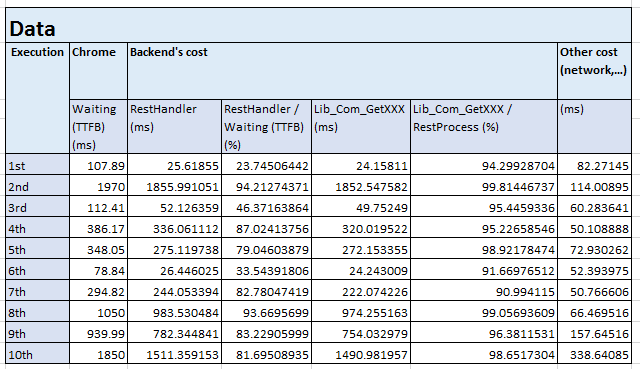 Data
Execution Chrome Backend's cost Other cost
(network,...)
Waiting RestHandler RestHandler / Lib_Com_GetXXX Lib_Com_GetXXX / (ms)
(TTFB) (ms) Waiting (TTFB) (ms) RestProcess (%)
(ms) (%)
1st 107.89 25.61855 23.74506442 24.15811 94.29928704 82.27145
2nd 1970 1855.991051 94.21274371 1852.547582 99.81446737 114.00895
3rd 112.41 52.126359 46.37163864 49.75249 95.4459336 60.283641
4th 386.17 336.061112 87.02413756 320.019522 95.22658546 50.108888
5th 348.05 275.119738 79.04603879 272.153355 98.92178474 72.930262
6th 78.84 26.446025 33.54391806 24.243009 91.66976512 52.393975
7th 294.82 244.053394 82.78047419 222.074226 90.994115 50.766606
8th 1050 983.530484 93.6695699 974.255163 99.05693609 66.469516
9th 939.99 782.344841 83.22905999 754.032979 96.3811531 157.64516
10th 1850 1511.359153 81.69508935 1490.981957 98.6517304 338.64085